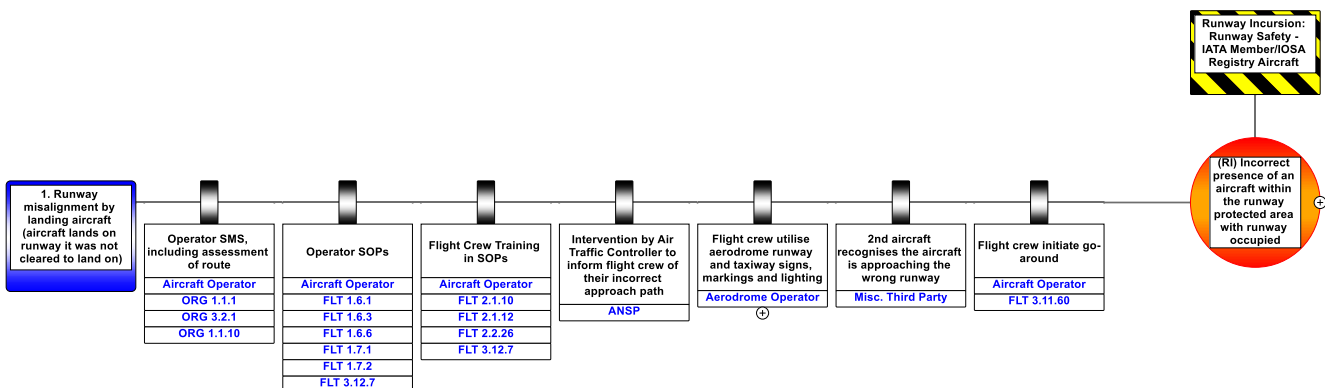 Runway Incursion:
Runway Safety -
IATA Member/IOSA
Registry Aircraft
1. Runway
misalignment by
landing aircraft
(aircraft lands on
runway it was not
cleared to land on)
Operator SMS,
including assessment
of route
Aircraft Operator
ORG 1.1.1
ORG 3.2.1
ORG 1.1.10
Operator SOPs
Aircraft Operator
FLT 1.6.1
FLT 1.6.3
FLT 1.6.6
FLT 1.7.1
FLT 1.7.2
FLT 3.12.7
Flight Crew Training
in SOPs
Aircraft Operator
FLT 2.1.10
FLT 2.1.12
FLT 2.2.26
FLT 3.12.7
Intervention by Air
Traffic Controller to
inform flight crew of
their incorrect
approach path
ANSP
Flight crew utilise
aerodrome runway
and taxiway signs,
markings and lighting
Aerodrome Operator
2nd aircraft
recognises the aircraft
is approaching the
wrong runway
Misc. Third Party
Flight crew initiate go-
around
Aircraft Operator
FLT 3.11.60
(RI) Incorrect
presence of an
aircraft within
the runway
protected area
with runway
occupied